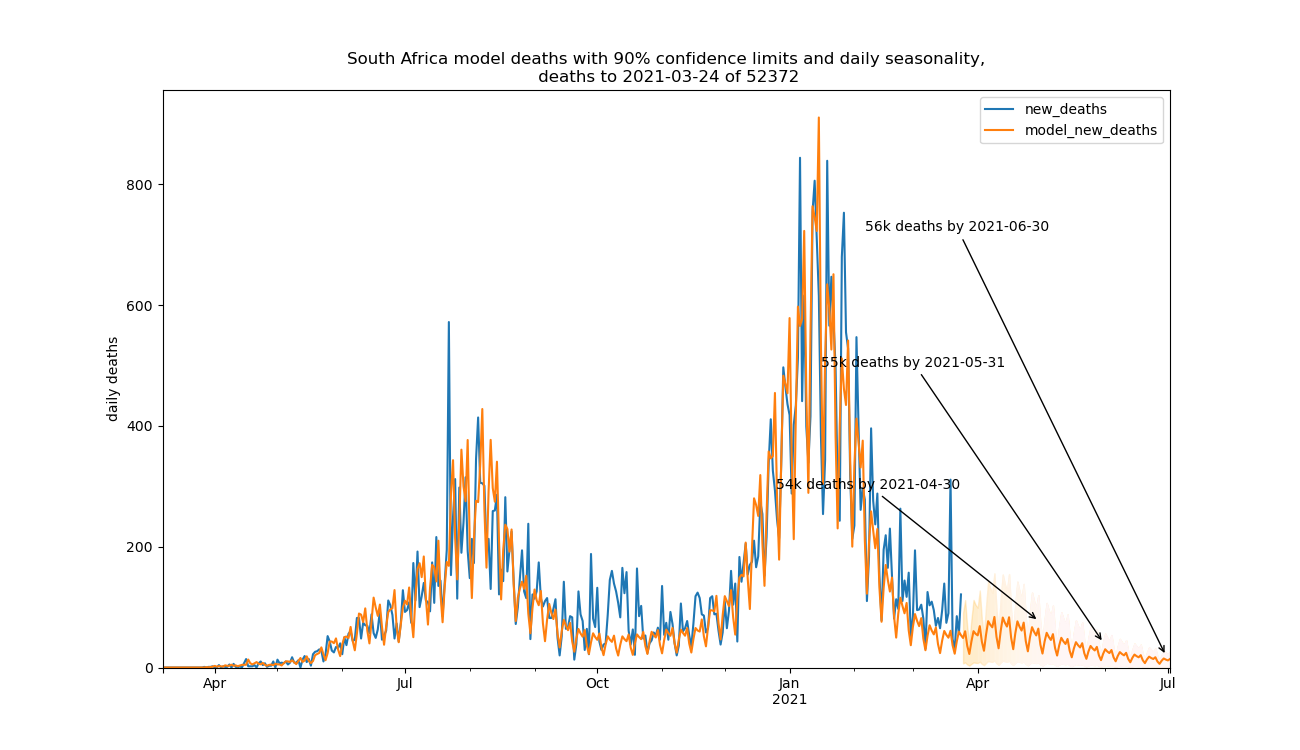 South Africa model deaths with 90% confidence limits and daily seasonality,
deaths to 2021-03-24 of 52372
new_deaths
model_new_deaths
daily deaths
800
600
400
200
0
56k deaths by 2021-06-30
55k deaths by 2021-05-31
54k deaths by 2021-04-30
Apr
Jul
Oct
Jan
2021
Apr
Jul